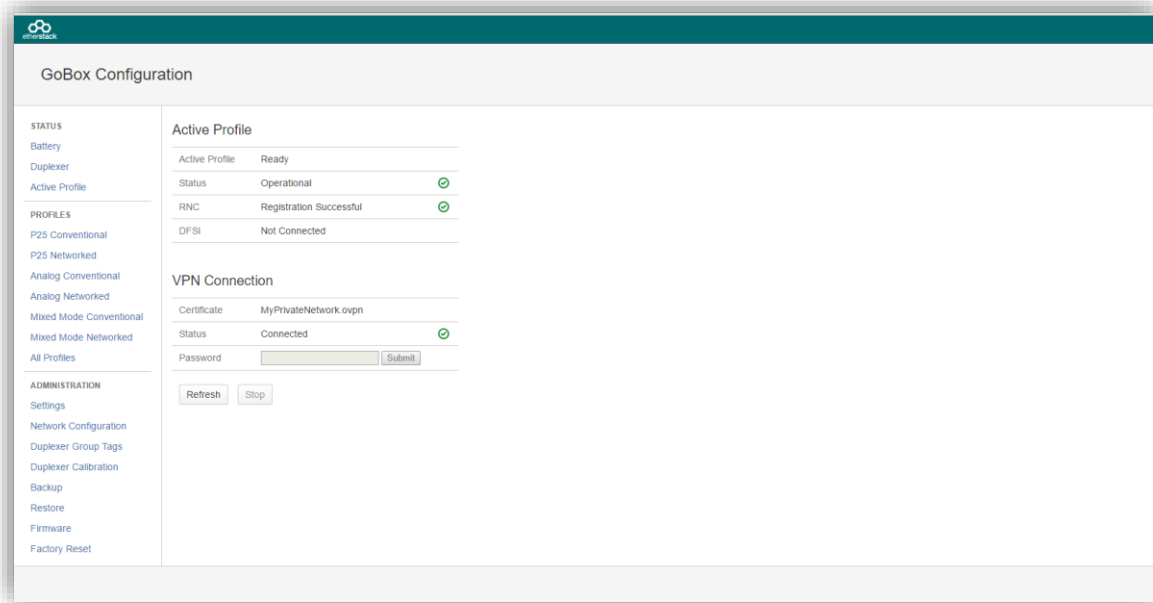 etherstack
GoBox Configuration
STATUS
Battery
Duplexer
Active Profile
PROFILES
P25 Conventional
P25 Networked
Analog Conventional
Analog Networked
Mixed Mode Conventional
Mixed Mode Networked
All Profiles
ADMINISTRATION
Settings
Network Configuration
Duplexer Group Tags
Duplexer Calibration
Backup
Restore
Firmware
Factory Reset
Active Profile
Active Profile Ready
Status Operational
RNC Registration Successful
DFSI Not Connected
VPN Connection
Certificate MyPrivateNetwork.ovpn
Status Connected
Password Submit
Refresh Stop